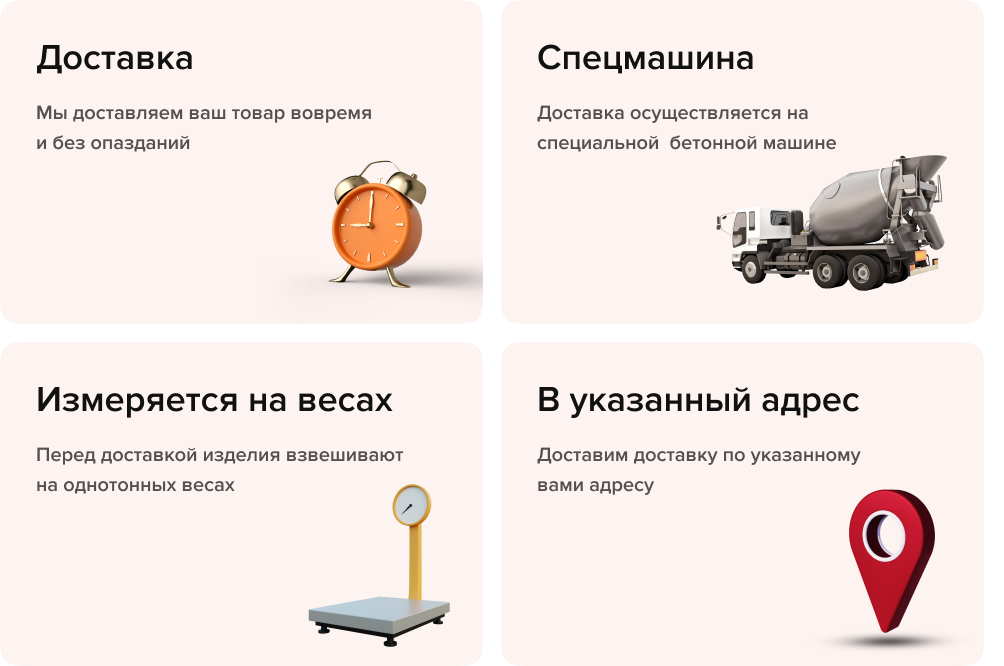 Доставка
Мы доставляем ваш товар вовремя
и без опазданий
Спецмашина
Доставка осуществляется на
специальной  бетонной машине
Измеряется на весах
Перед доставкой изделия взвешивают
на однотонных весах
В указанный адрес
Доставим доставку по указанному
вами адресу